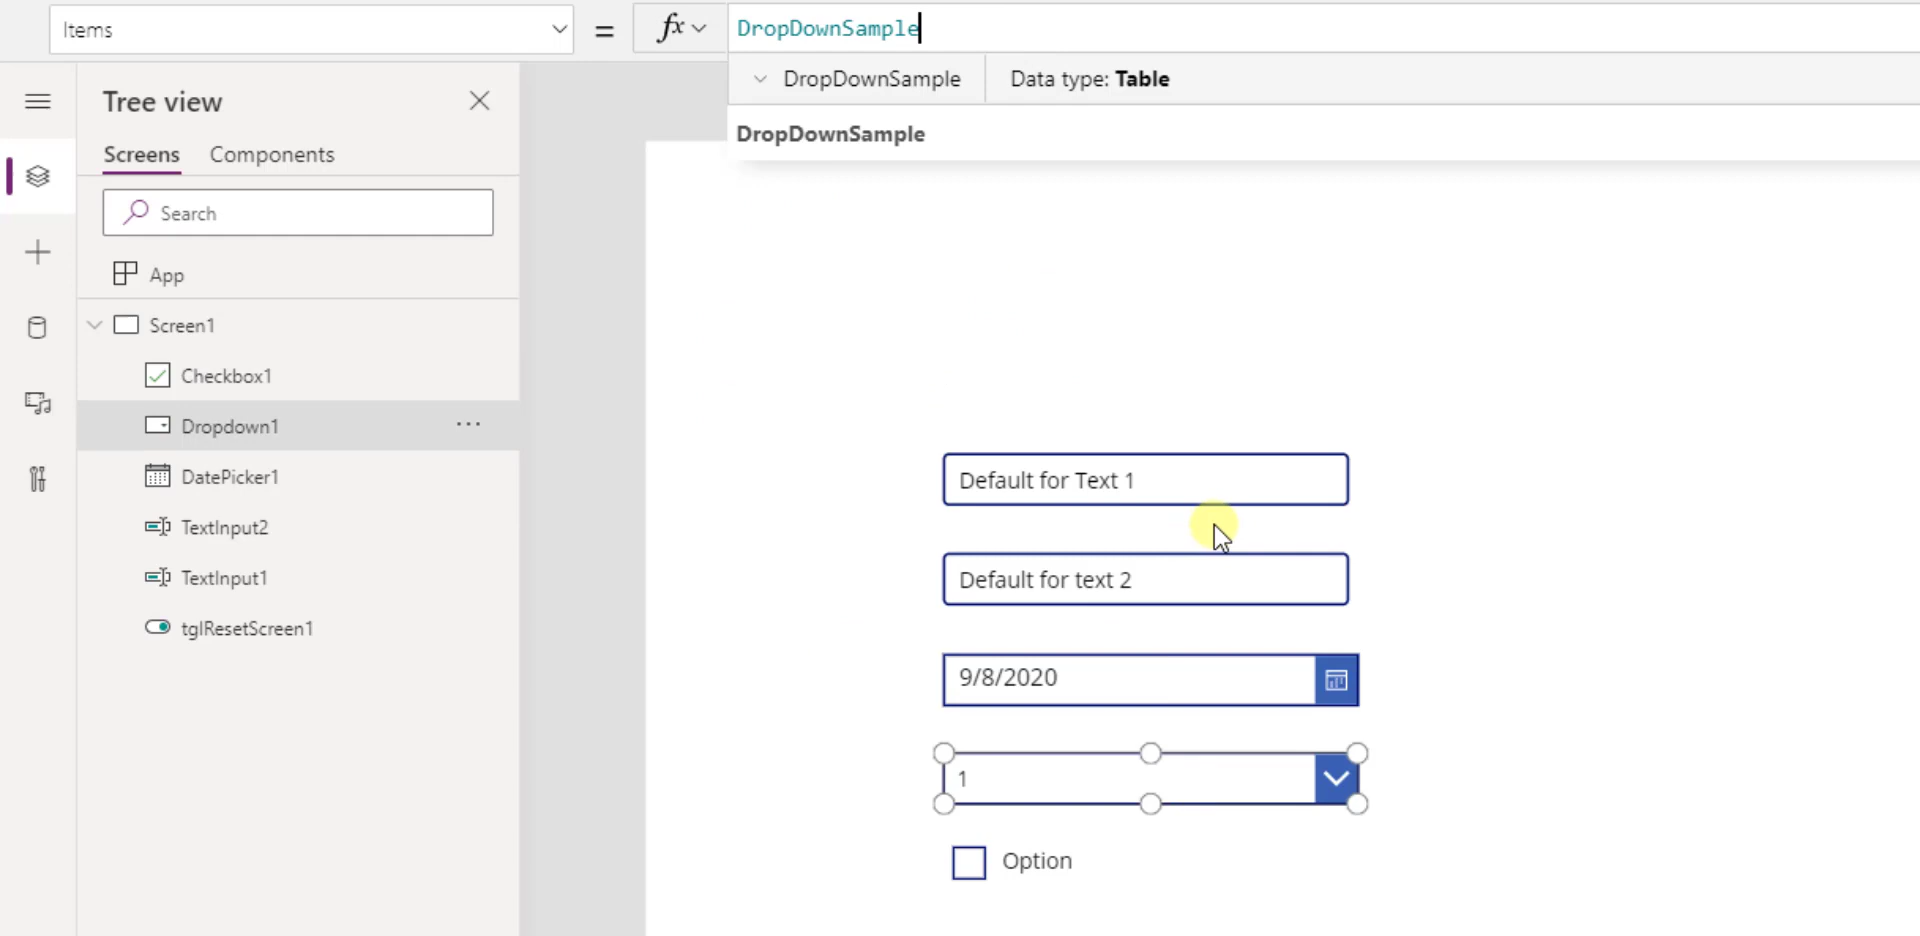 Items
= fx DropDownSample
DropDownSample
Data type: Table
DropDownSample
Tree view
Screens
Components
Search
App
Screen1
Checkbox1
Dropdown1
DatePicker1
TextInput2
TextInput1
tglResetScreen1
Default for Text 1
Default for text 2
9/8/2020
1
Option